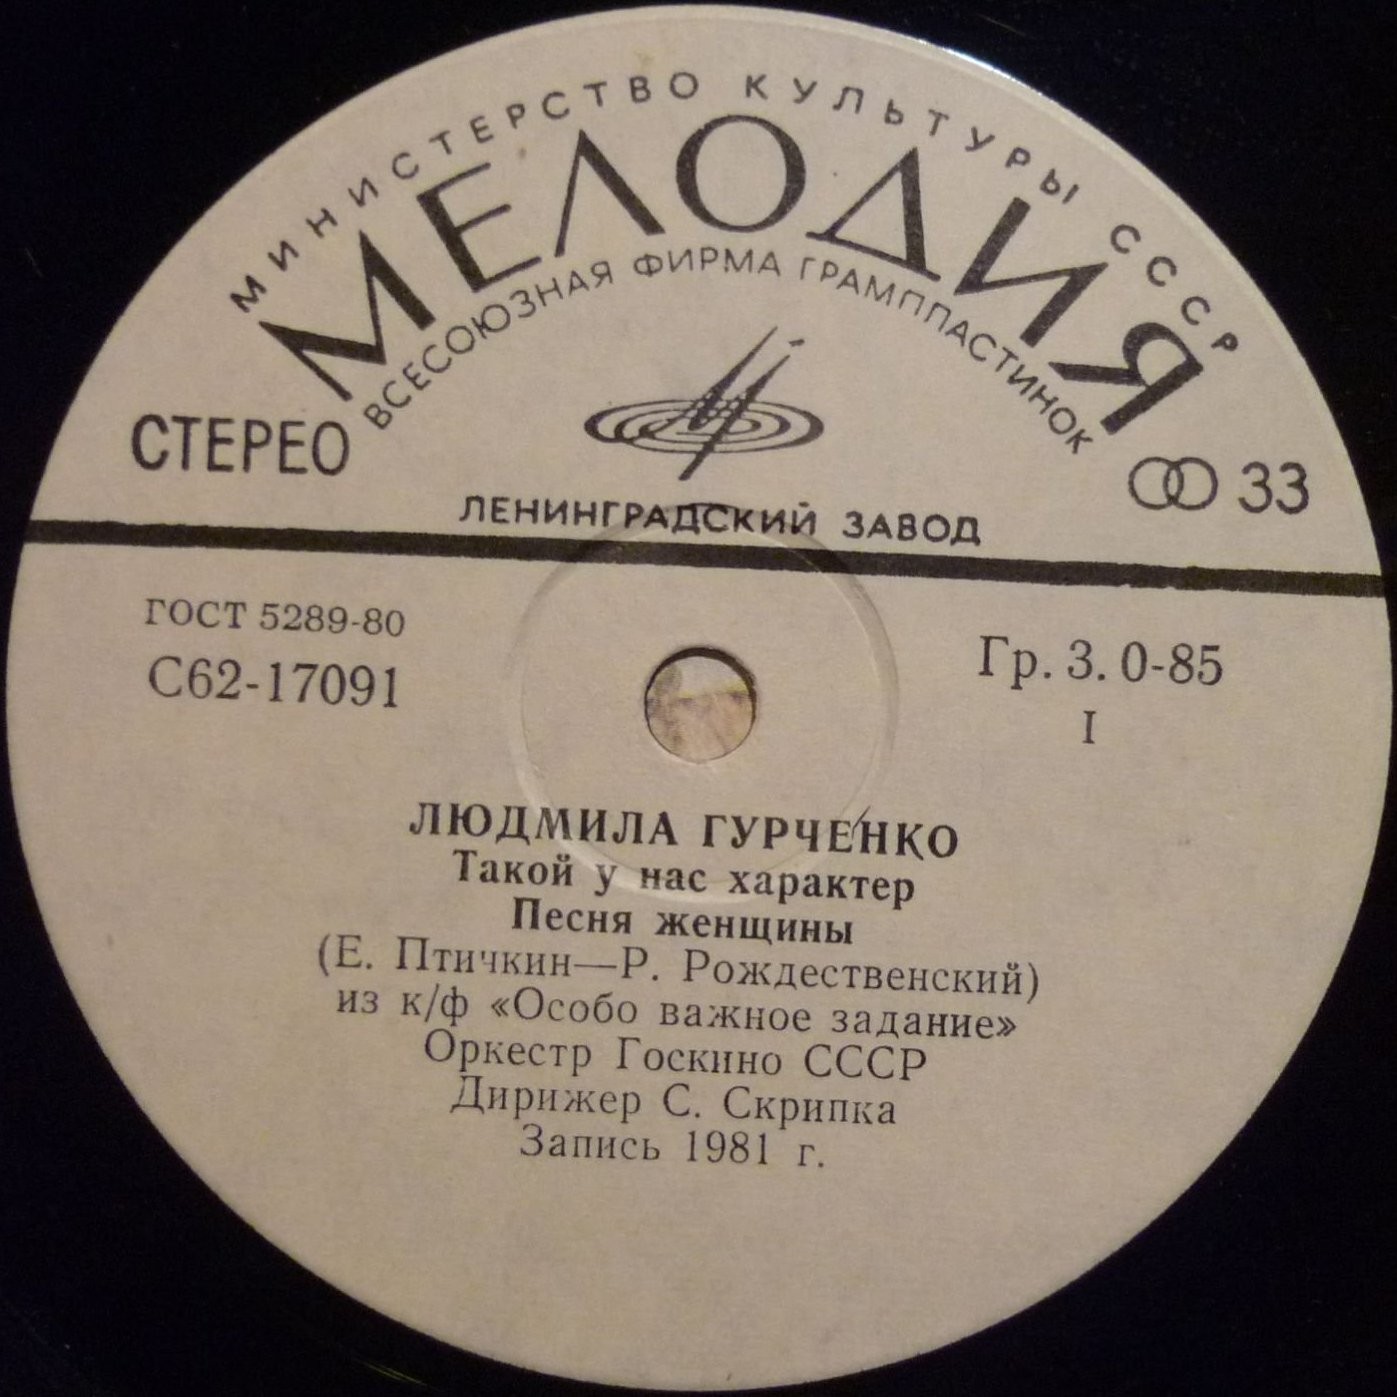 МИНИСТЕРСТВО КУЛЬТУРЫ СССР
МЕЛОДИЯ
ВСЕСОЮЗНАЯ ФИРМА ГРАМПЛАСТИНОК
СТЕРЕО
33
ЛЕНИНГРАДСКИЙ ЗАВОД
ГОСТ 5289-80
С62-17091
Гр. 3. 0-85
I
ЛЮДМИЛА ГУРЧЕНКО
Такой у нас характер
Песня женщины
(Е. Птичкин—Р. Рождественский)
из к/ф «Особо важное задание»
Оркестр Госкино СССР
Дирижер С. Скрипка
Запись 1981 г.